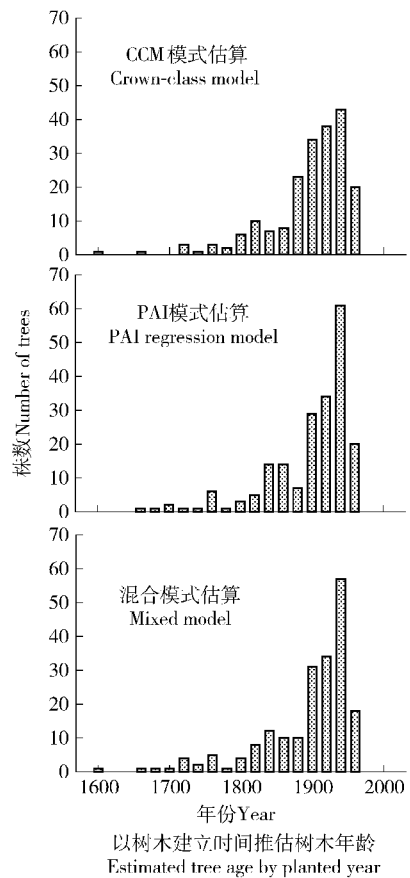 70
60
50
40
30
20
10
0
CCM模式估算
Crown-class model
70
60
50
40
30
20
10
0
PAI模式估算
PAI regression model
株数Number of trees
70
60
50
40
30
20
10
0
混合模式估算
Mixed model
1600 1700 1800 1900 2000
年份Year
以树木建立时间推估树木年龄
Estimated tree age by planted year